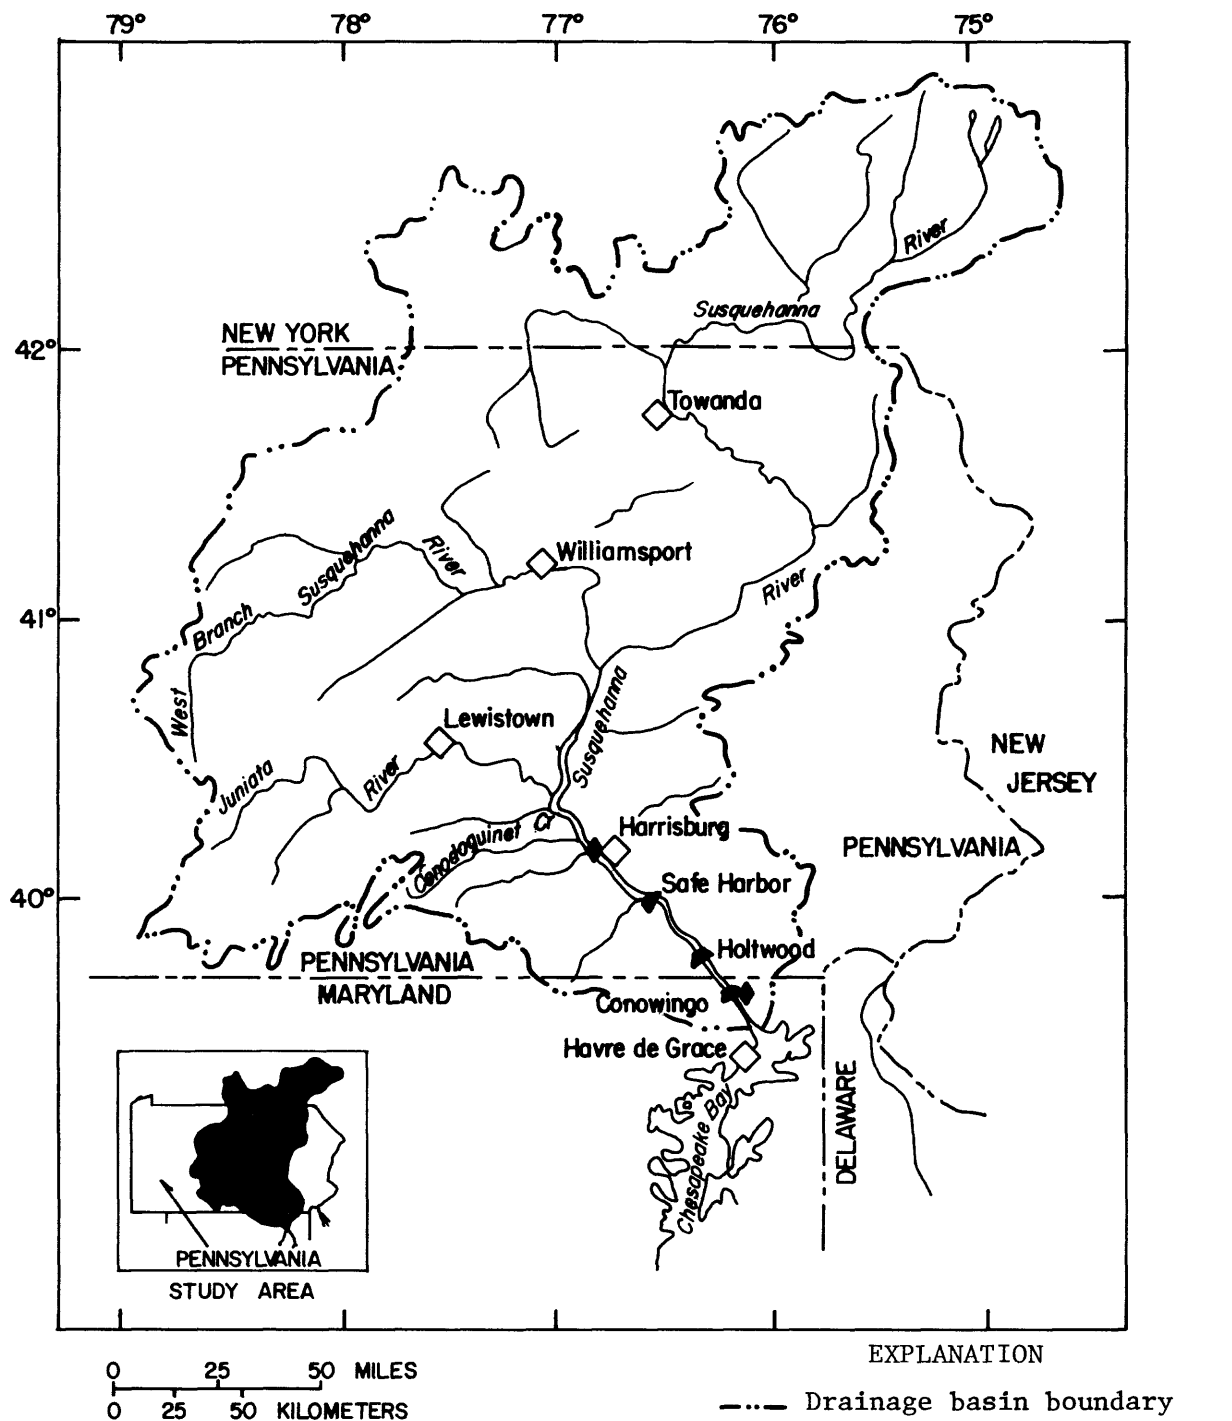 79° 78° 77° 76° 75°
River
Susquehanna
NEW YORK
42°
PENNSYLVANIA
Towanda
Susquehanna
River
Williamsport
River
41°
Branch
West
Susquehanna
Lewistown
NEW
JERSEY
Juniata
River
Harrisburg
Conodoguinet Cr
PENNSYLVANIA
Safe Harbor
40°
Holtwood
PENNSYLVANIA
MARYLAND
Conowingo
Havre de Grace
DELAWARE
Chesapeake Bay
PENNSYLVANIA
STUDY AREA
EXPLANATION
0 25 50 MILES
0 25 50 KILOMETERS
Drainage basin boundary